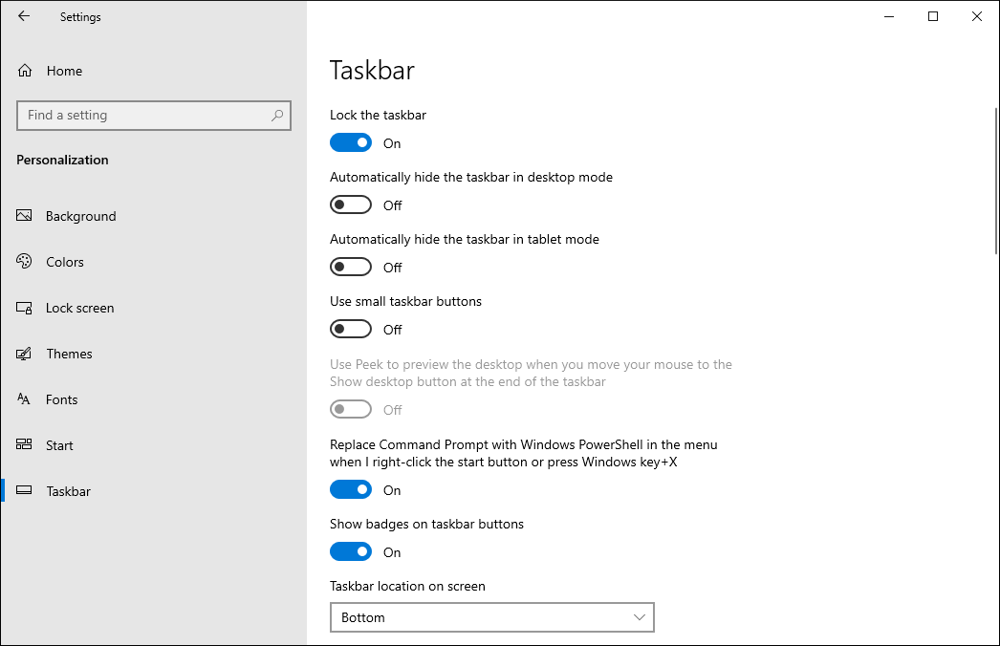 Settings
Home
Find a setting
Personalization
Background
Colors
Lock screen
Themes
Fonts
Start
Taskbar
Taskbar
Lock the taskbar
On
Automatically hide the taskbar in desktop mode
Off
Automatically hide the taskbar in tablet mode
Off
Use small taskbar buttons
Off
Use Peek to preview the desktop when you move your mouse to the
Show desktop button at the end of the taskbar
Off
Replace Command Prompt with Windows PowerShell in the menu
when I right-click the start button or press Windows key+X
On
Show badges on taskbar buttons
On
Taskbar location on screen
Bottom